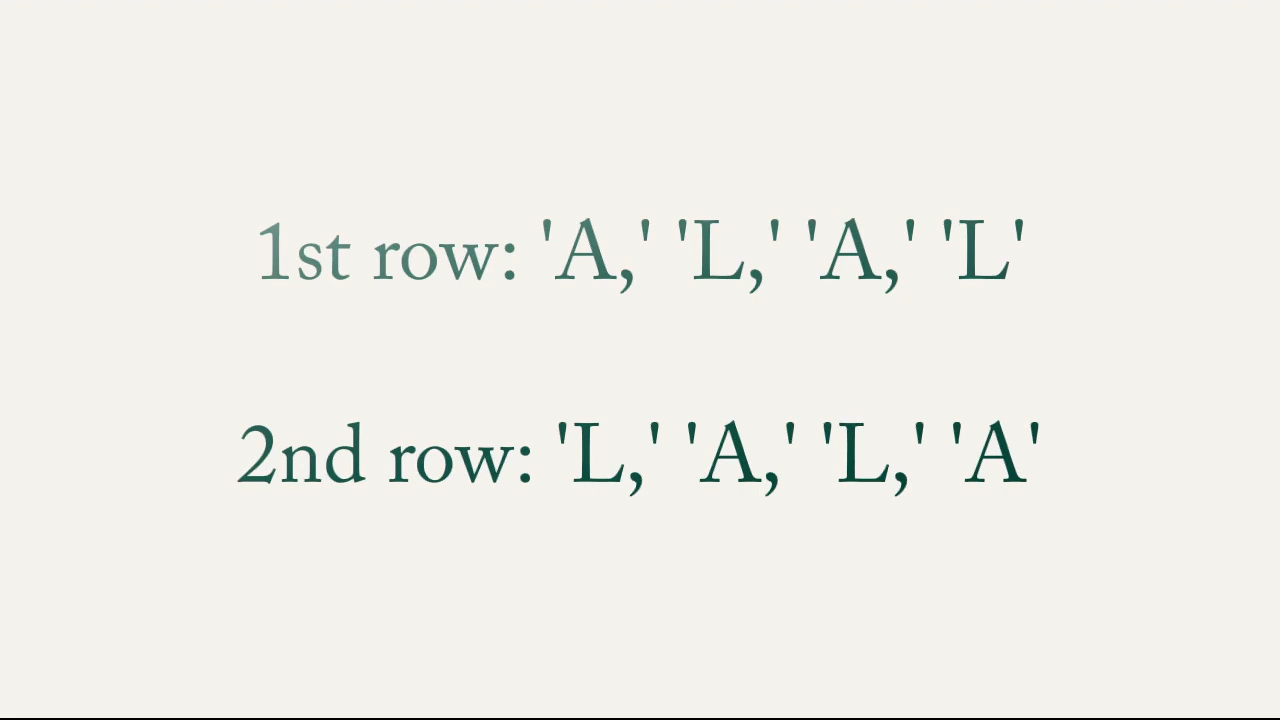 1st row: 'A,' 'L,' 'A,' 'L'
2nd row: 'L,' 'A,' 'L,' 'A'